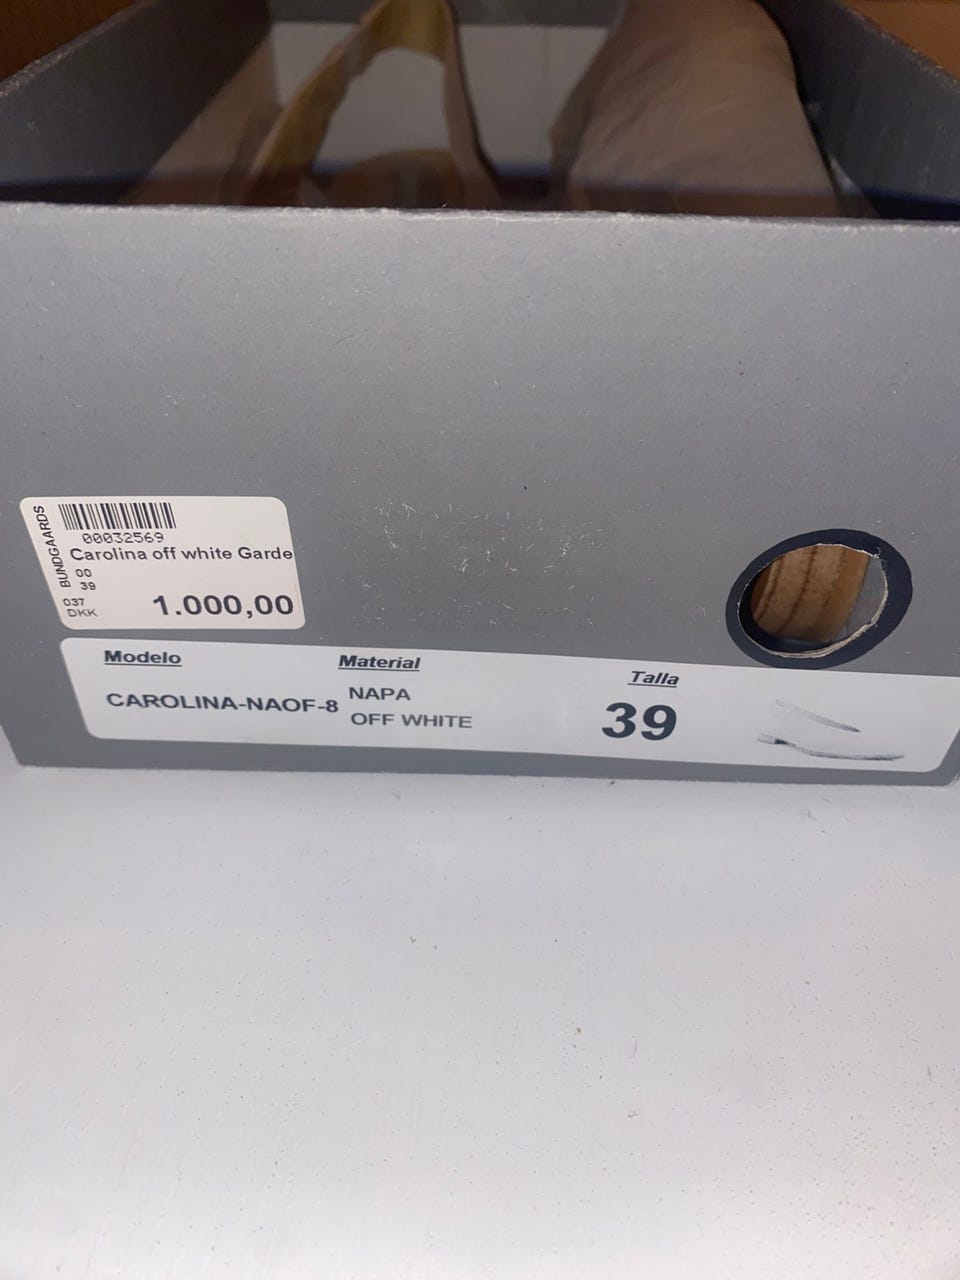 BUNDGAARDS
00032569
Carolina off white Garde
00
39
037
DKK 1.000,00
Modelo Material Talla
CAROLINA-NAOF-8 NAPA 39
OFF WHITE